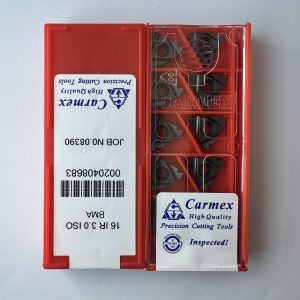 Carmex
High Quality
Precision Cutting Tools
JOB NO.08390
0020408683
BMA
16 IR 3.0 ISO
CARMEX
Carmex
High Quality
Precision Cutting Tools
Inspected!